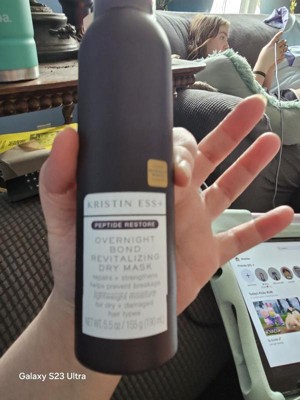 KRISTIN ESS+
PEPTIDE RESTORE
OVERNIGHT
BOND
REVITALIZING
DRY MASK
repairs + strengthens
helps prevent breakage
lightweight moisture
for dry + damaged
hair types
NET WT 5.5 oz / 155 g
Galaxy S23 Ultra